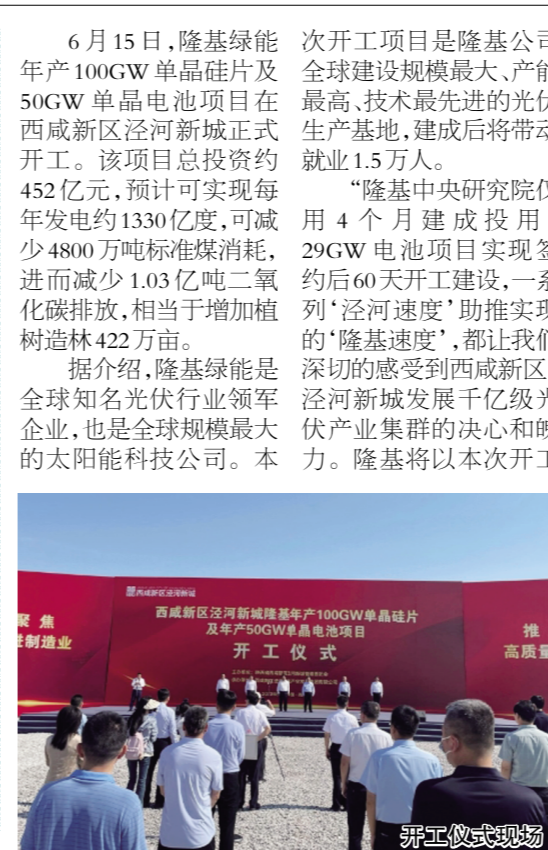 6月15日，隆基绿能
年产100GW单晶硅片及
50GW单晶电池项目在
西咸新区泾河新城正式
开工。该项目总投资约
452亿元，预计可实现每
年发电约1330亿度，可减
少4800万吨标准煤消耗，
进而减少1.03亿吨二氧
化碳排放，相当于增加植
树造林422万亩。
据介绍，隆基绿能是
全球知名光伏行业领军
企业，也是全球规模最大
的太阳能科技公司。本
次开工项目是隆基公司
全球建设规模最大、产能
最高、技术最先进的光伏
生产基地，建成后将带动
就业1.5万人。
“隆基中央研究院仅
用4个月建成投用
29GW电池项目实现签
约后60天开工建设，一系
列‘泾河速度’助推实现
的‘隆基速度’，都让我们
深切的感受到西咸新区
泾河新城发展千亿级光
伏产业集群的决心和魄
力。隆基将以本次开工
西咸新区泾河新城
聚焦
进制造业
西咸新区泾河新城隆基年产100GW单晶硅片
及年产50GW单晶电池项目
开工仪式
推
高质量
开工仪式现场